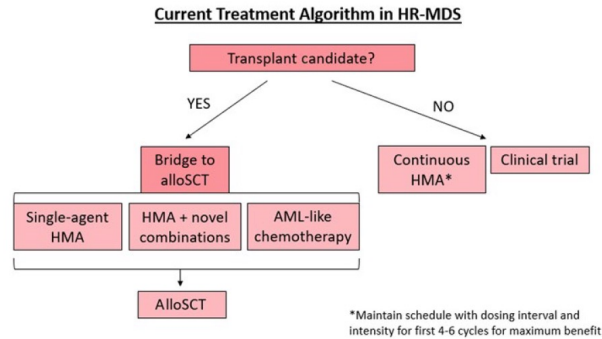 Current Treatment Algorithm in HR-MDS
Transplant candidate?
YES
NO
Bridge to
alloSCT
Continuous
HMA*
Clinical trial
Single-agent
HMA
HMA + novel
combinations
AML-like
chemotherapy
AlloSCT
*Maintain schedule with dosing interval and
intensity for first 4-6 cycles for maximum benefit